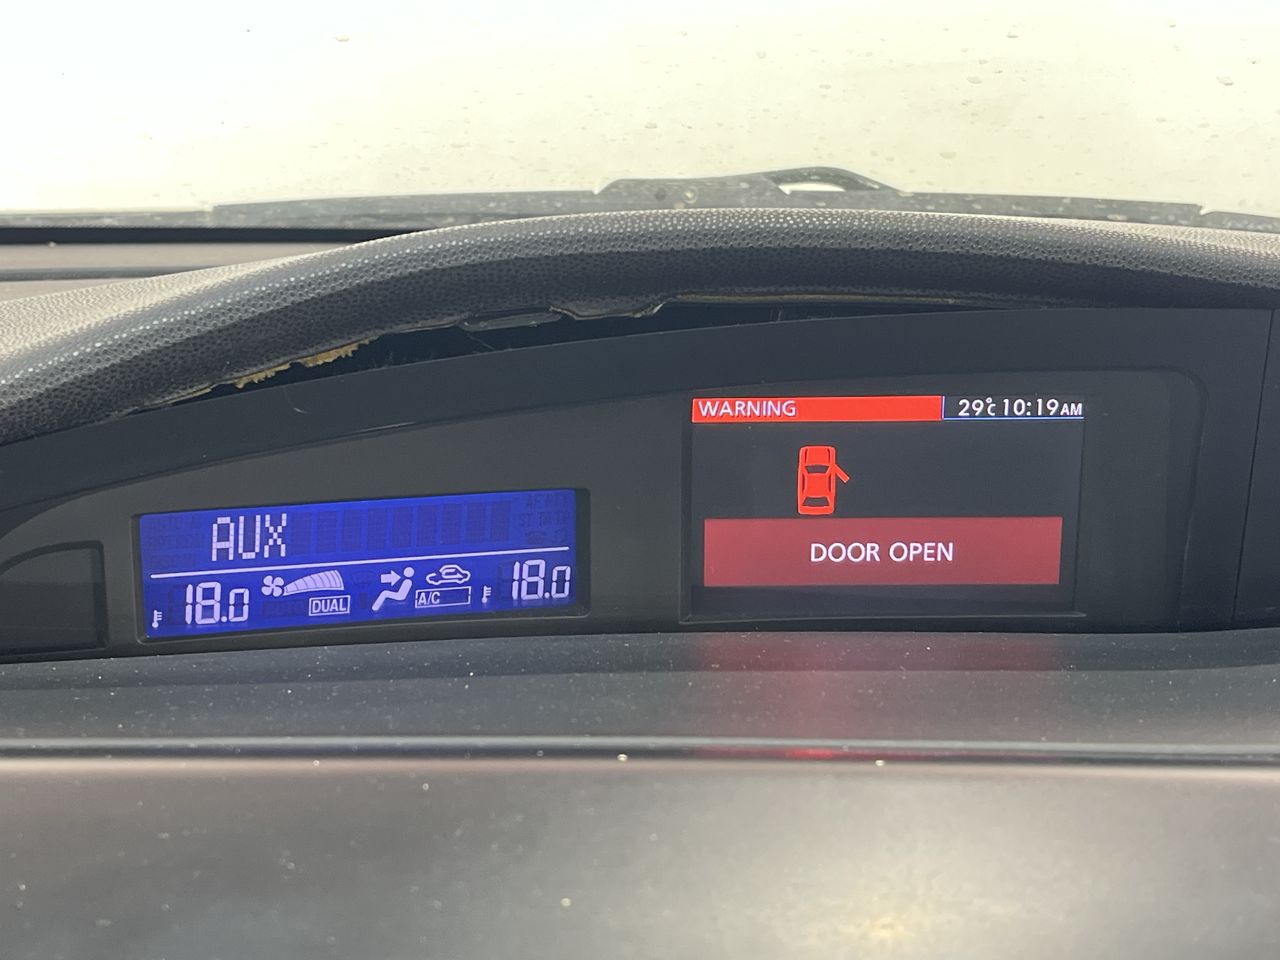 WARNING
29°C 10:19AM
DOOR OPEN
AUX
18.0
DUAL
A/C
18.0